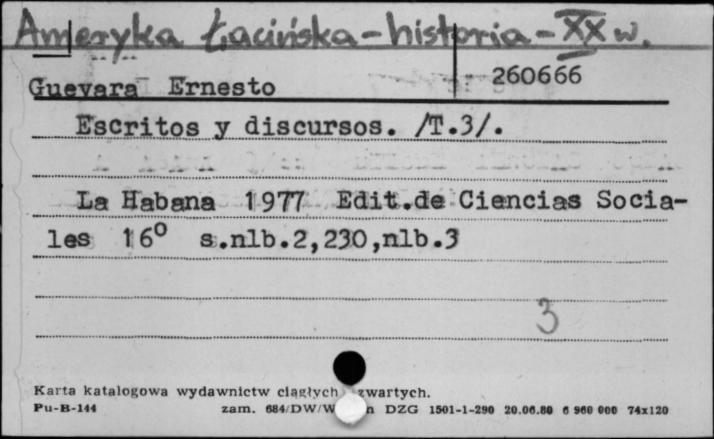 Ameryka Łacińska - historia - XX w.
Guevara Ernesto 260666
Escritos y discursos. /T.3/.
La Habana 1977 Edit.de Ciencias Socia-
les 16° s.nlb.2,230,nlb.3
3
Karta katalogowa wydawnictw ciągłych zwartych.
Pu-B-144 zam. 684/DW/W DZG 1501-1-290 20.06.80 6 960 000 74x120